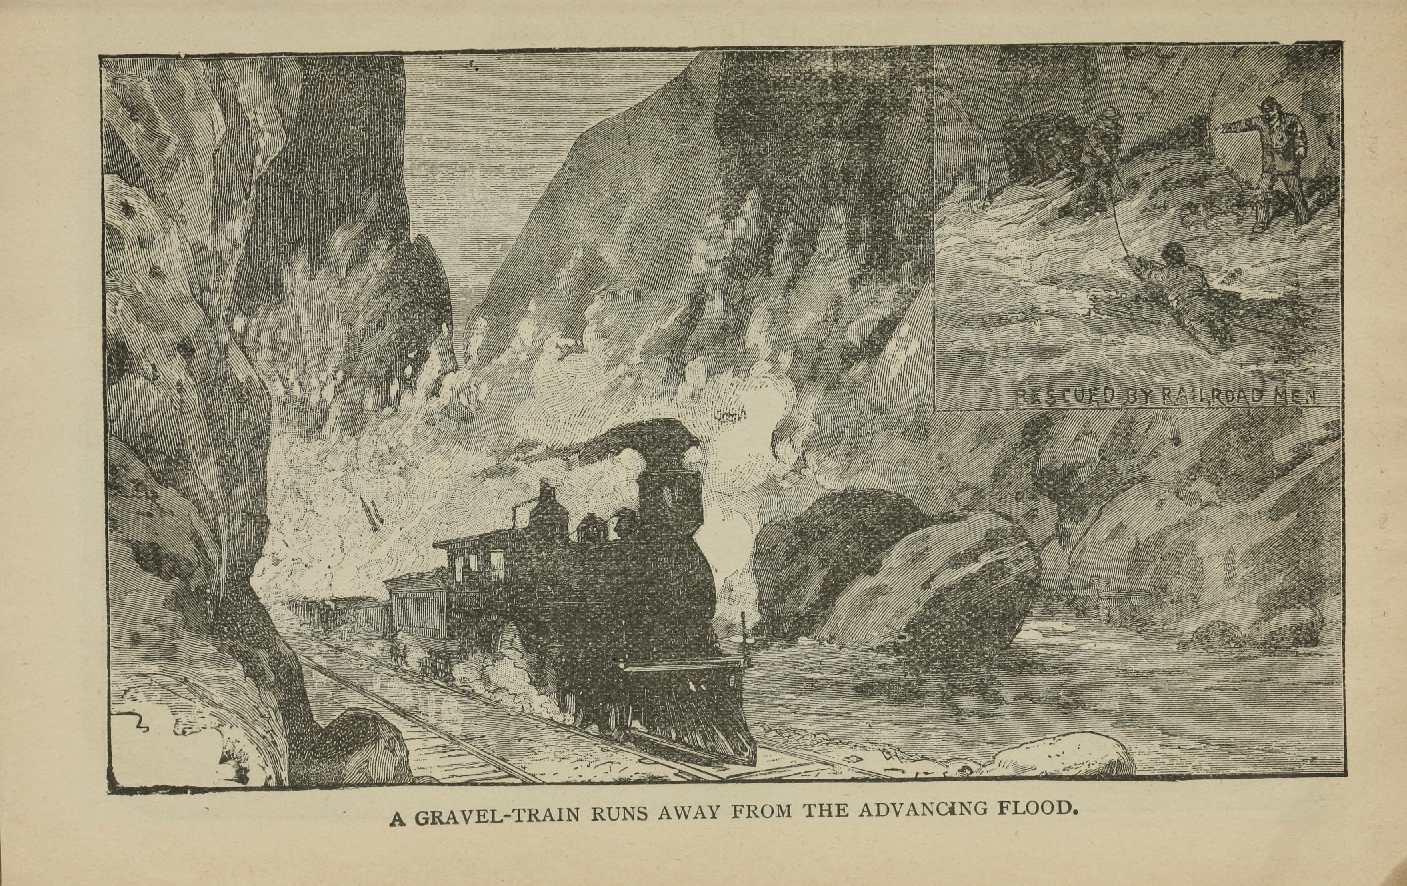 RESCUED BY RAILROAD MEN
A GRAVEL-TRAIN RUNS AWAY FROM THE ADVANCING FLOOD.